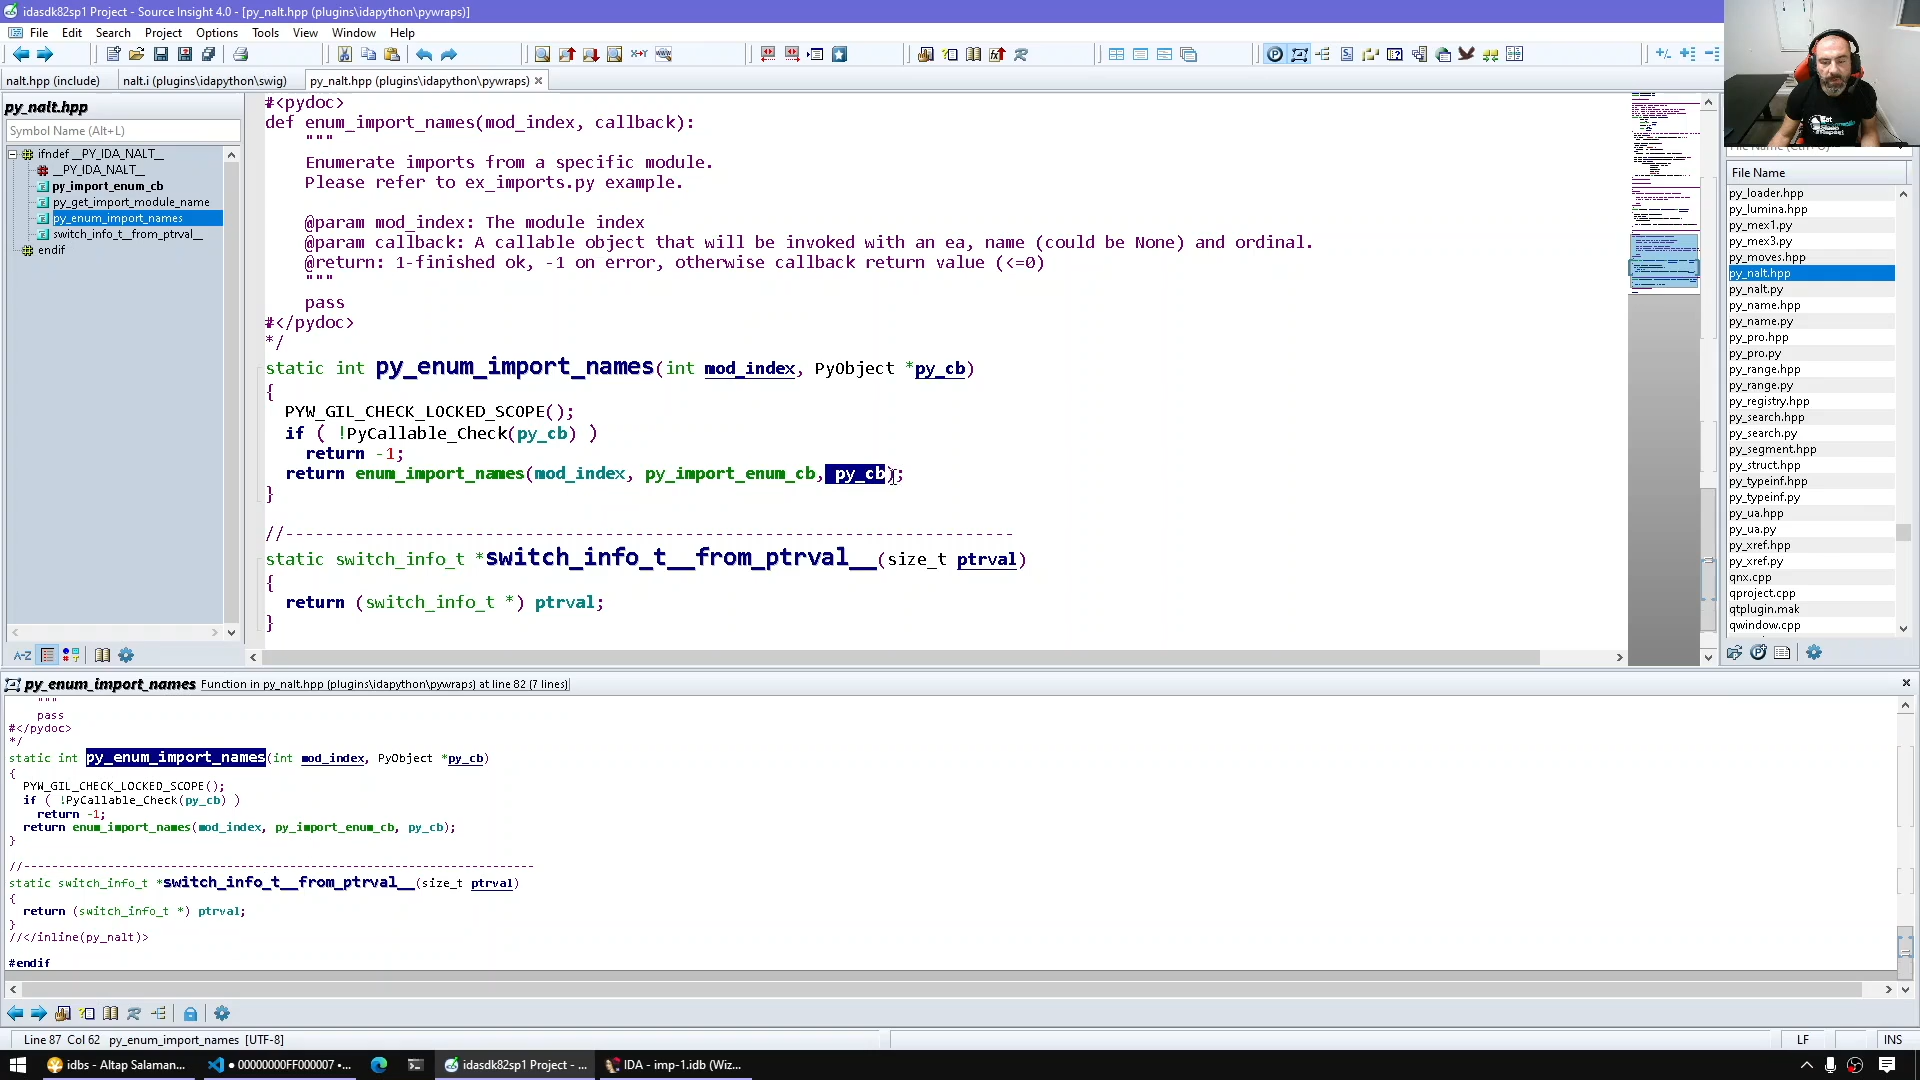 idasdk82sp1 Project - Source Insight 4.0 - [py_nalt.hpp (plugins\idapython\pywraps)]
File Edit Search Project Options Tools View Window Help
nalt.hpp (include) nalt.i (plugins\idapython\swig) py_nalt.hpp (plugins\idapython\pywraps)
py_nalt.hpp
Symbol Name (Alt+L)
ifndef __PY_IDA_NALT__
__PY_IDA_NALT__
py_import_enum_cb
py_get_import_module_name
py_enum_import_names
switch_info_t__from_ptrval__
endif
#<pydoc>
def enum_import_names(mod_index, callback):
"""
Enumerate imports from a specific module.
Please refer to ex_imports.py example.
@param mod_index: The module index
@param callback: A callable object that will be invoked with an ea, name (could be None) and ordinal.
@return: 1-finished ok, -1 on error, otherwise callback return value (<=0)
"""
pass
#</pydoc>
*/
static int py_enum_import_names(int mod_index, PyObject *py_cb)
{
PYW_GIL_CHECK_LOCKED_SCOPE();
if ( !PyCallable_Check(py_cb) )
return -1;
return enum_import_names(mod_index, py_import_enum_cb, py_cb);
}
//-------------------------------------------------------------------------
static switch_info_t *switch_info_t__from_ptrval__(size_t ptrval)
{
return (switch_info_t *) ptrval;
}
File Name
py_loader.hpp
py_lumina.hpp
py_mex1.py
py_mex3.py
py_moves.hpp
py_nalt.hpp
py_nalt.py
py_name.hpp
py_name.py
py_pro.hpp
py_pro.py
py_range.hpp
py_range.py
py_registry.hpp
py_search.hpp
py_search.py
py_segment.hpp
py_struct.hpp
py_typeinf.hpp
py_typeinf.py
py_ua.hpp
py_ua.py
py_xref.hpp
py_xref.py
qnx.cpp
qproject.cpp
qtplugin.mak
qwindow.cpp
A-Z
py_enum_import_names Function in py_nalt.hpp (plugins\idapython\pywraps) at line 82 (7 lines)
"""
pass
#</pydoc>
*/
static int py_enum_import_names(int mod_index, PyObject *py_cb)
{
PYW_GIL_CHECK_LOCKED_SCOPE();
if ( !PyCallable_Check(py_cb) )
return -1;
return enum_import_names(mod_index, py_import_enum_cb, py_cb);
}
//-------------------------------------------------------------------------
static switch_info_t *switch_info_t__from_ptrval__(size_t ptrval)
{
return (switch_info_t *) ptrval;
}
//</inline(py_nalt)>
#endif
Line 87 Col 62 py_enum_import_names [UTF-8] LF INS
idbs - Altap Salaman... ● 00000000FF000007 •... idasdk82sp1 Project - ... IDA - imp-1.idb (Wiz...